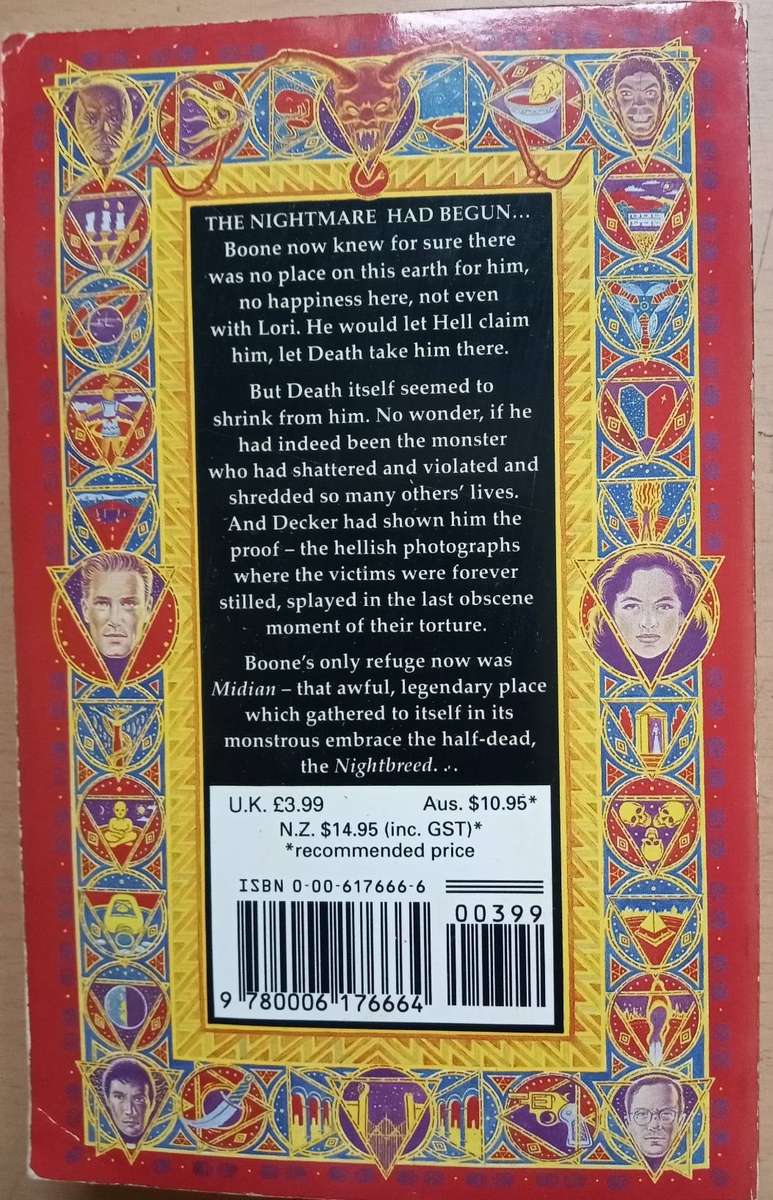 THE NIGHTMARE HAD BEGUN...
Boone now knew for sure there
was no place on this earth for him,
no happiness here, not even
with Lori. He would let Hell claim
him, let Death take him there.
But Death itself seemed to
shrink from him. No wonder, if he
had indeed been the monster
who had shattered and violated and
shredded so many others' lives.
And Decker had shown him the
proof – the hellish photographs
where the victims were forever
stilled, splayed in the last obscene
moment of their torture.
Boone's only refuge now was
Midian – that awful, legendary place
which gathered to itself in its
monstrous embrace the half-dead,
the Nightbreed...
U.K. £3.99 Aus. $10.95*
N.Z. $14.95 (inc. GST)*
*recommended price
ISBN 0-00-617666-6
00399
9 780006 176664